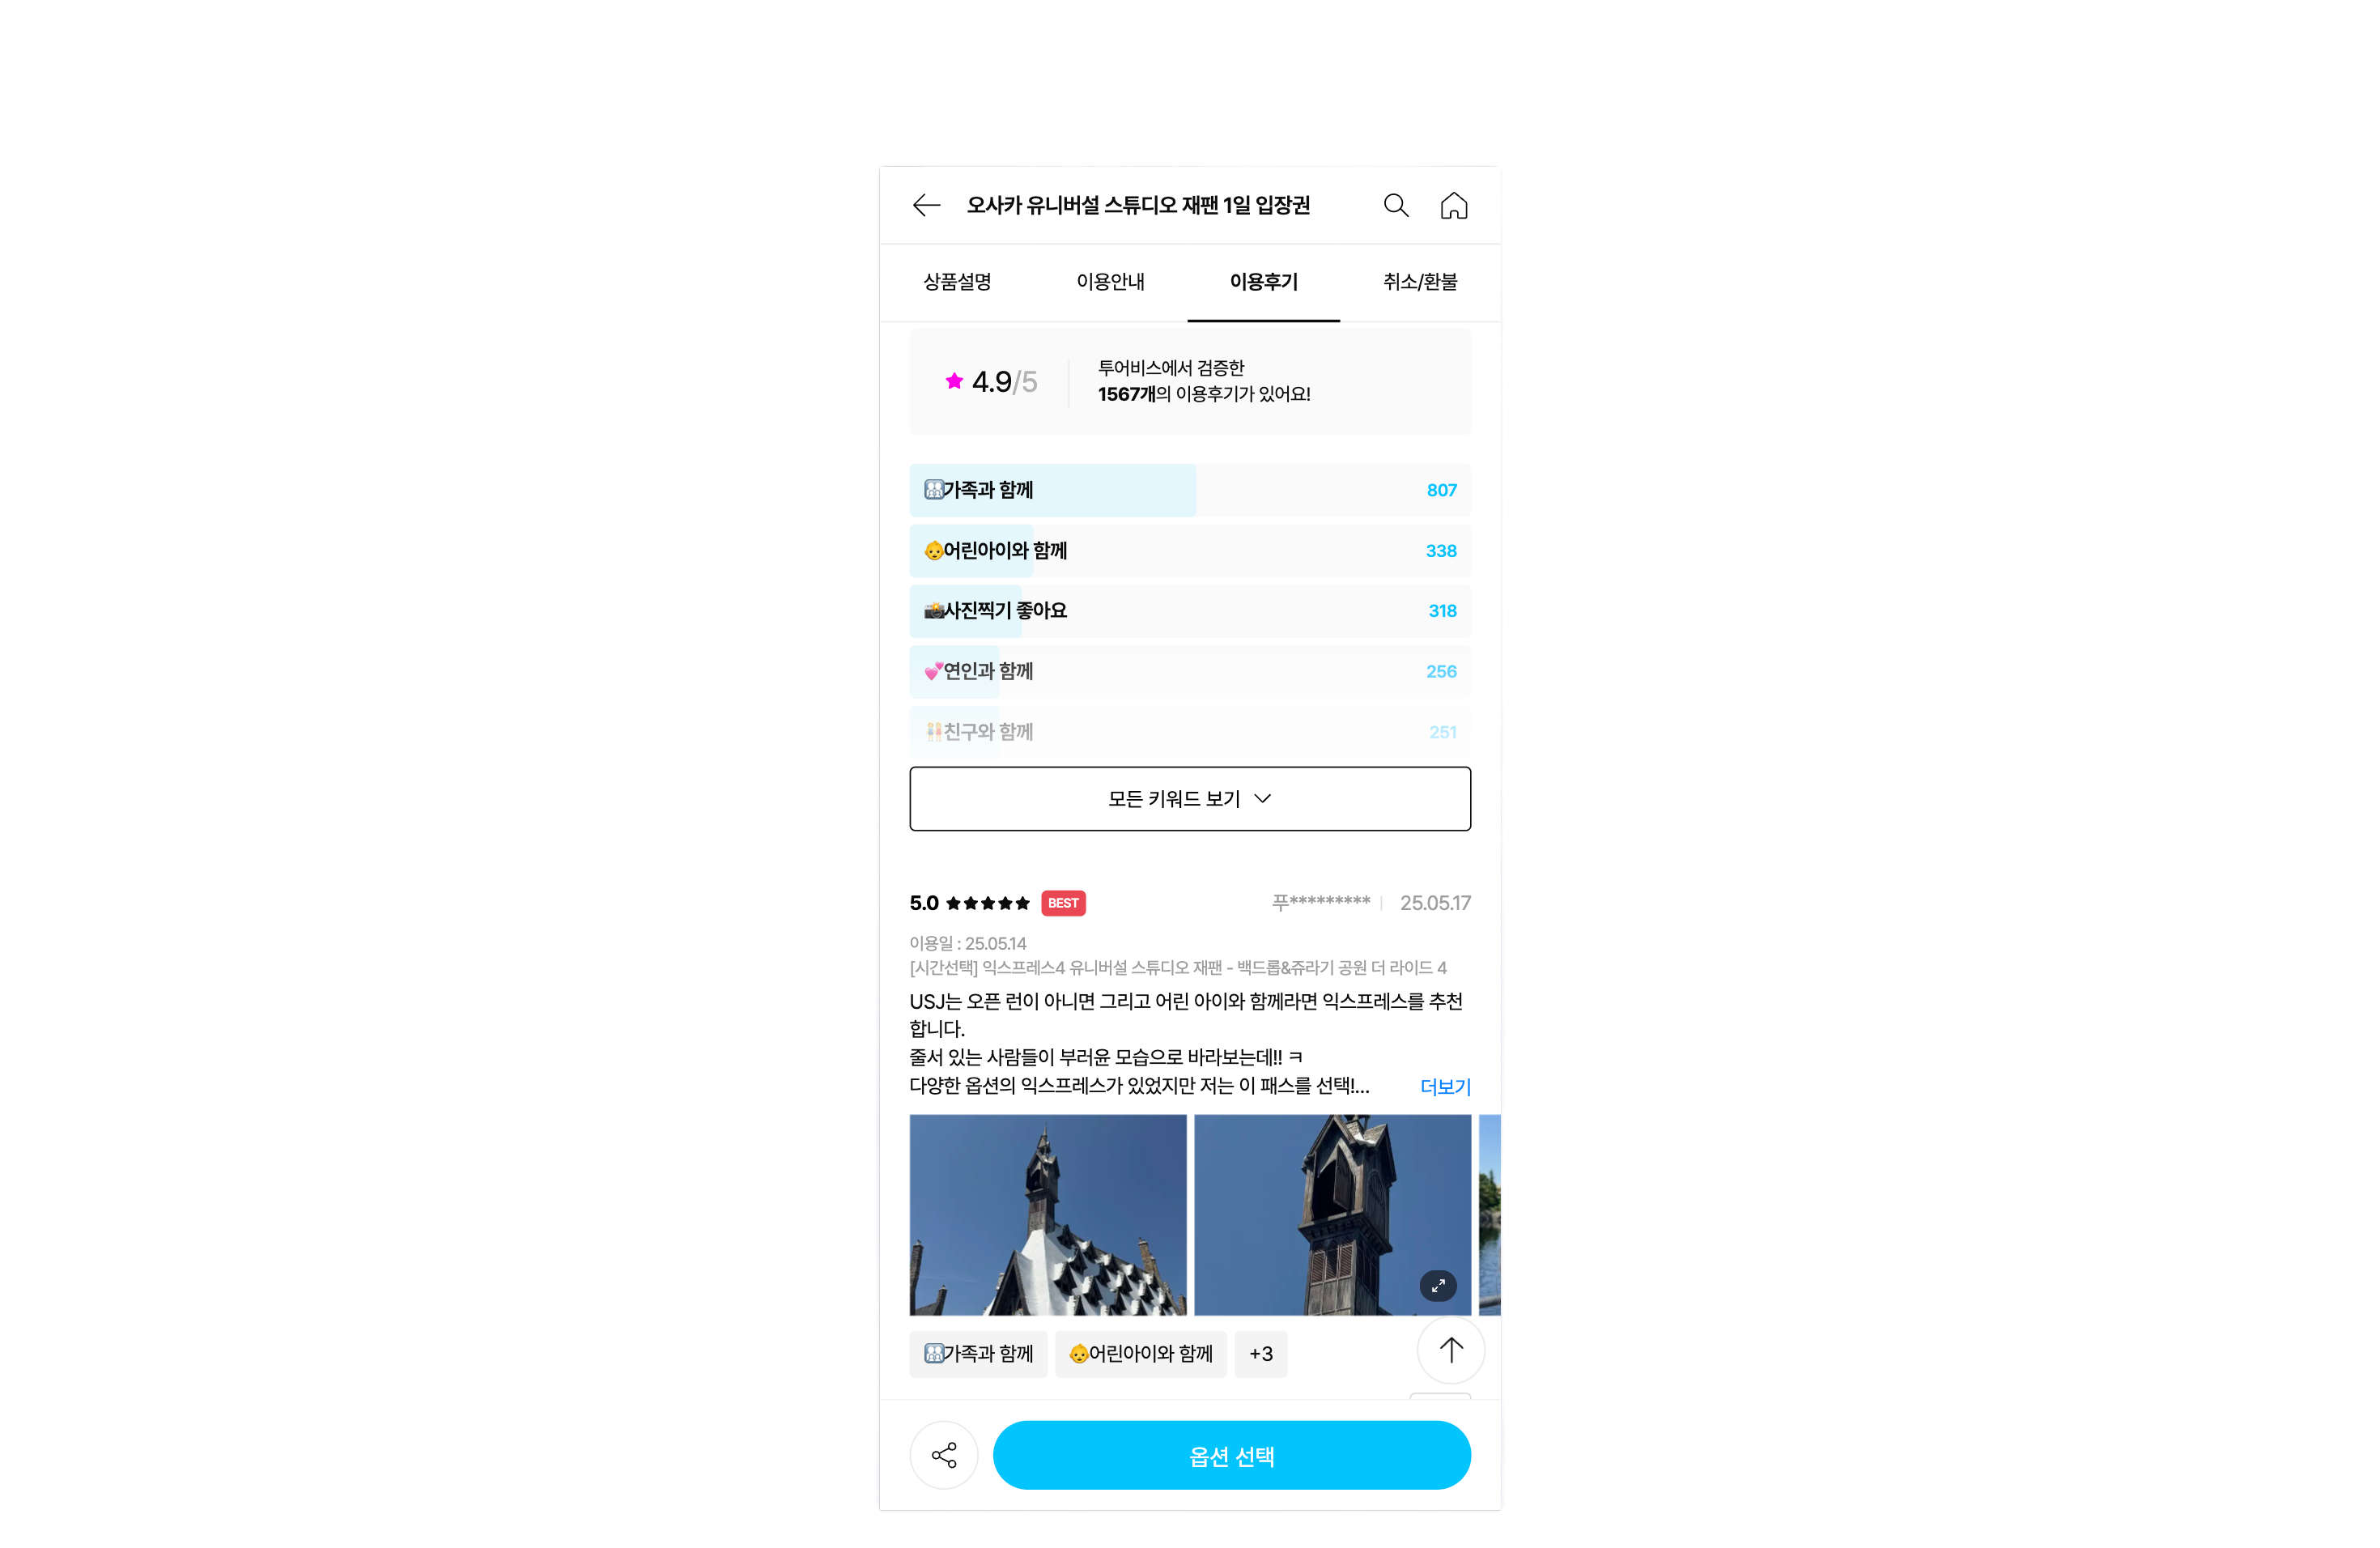 오사카 유니버설 스튜디오 재팬 1일 입장권
상품설명 이용안내 이용후기 취소/환불
4.9/5
투어비스에서 검증한
1567개의 이용후기가 있어요!
가족과 함께 807
어린아이와 함께 338
사진찍기 좋아요 318
연인과 함께 256
친구와 함께 251
모든 키워드 보기
5.0 ★★★★★ BEST 푸********* 25.05.17
이용일 : 25.05.14
[시간선택] 익스프레스4 유니버설 스튜디오 재팬 - 백드롭&쥬라기 공원 더 라이드 4
USJ는 오픈 런이 아니면 그리고 어린 아이와 함께라면 익스프레스를 추천
합니다.
줄서 있는 사람들이 부러윤 모습으로 바라보는데!! ㅋ
다양한 옵션의 익스프레스가 있었지만 저는 이 패스를 선택!... 더보기
가족과 함께 어린아이와 함께 +3
옵션 선택